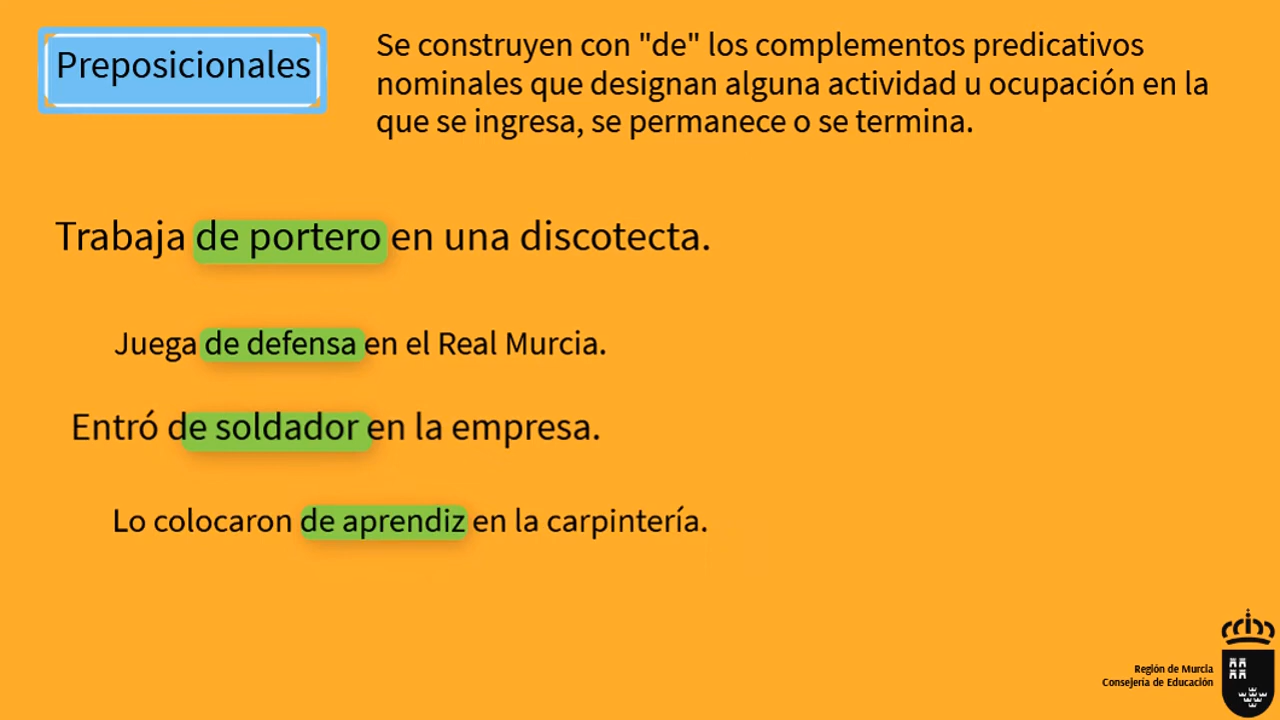 Preposicionales
Se construyen con "de" los complementos predicativos
nominales que designan alguna actividad u ocupación en la
que se ingresa, se permanece o se termina.
Trabaja de portero en una discotecta.
Juega de defensa en el Real Murcia.
Entró de soldador en la empresa.
Lo colocaron de aprendiz en la carpintería.
Región de Murcia
Consejería de Educación